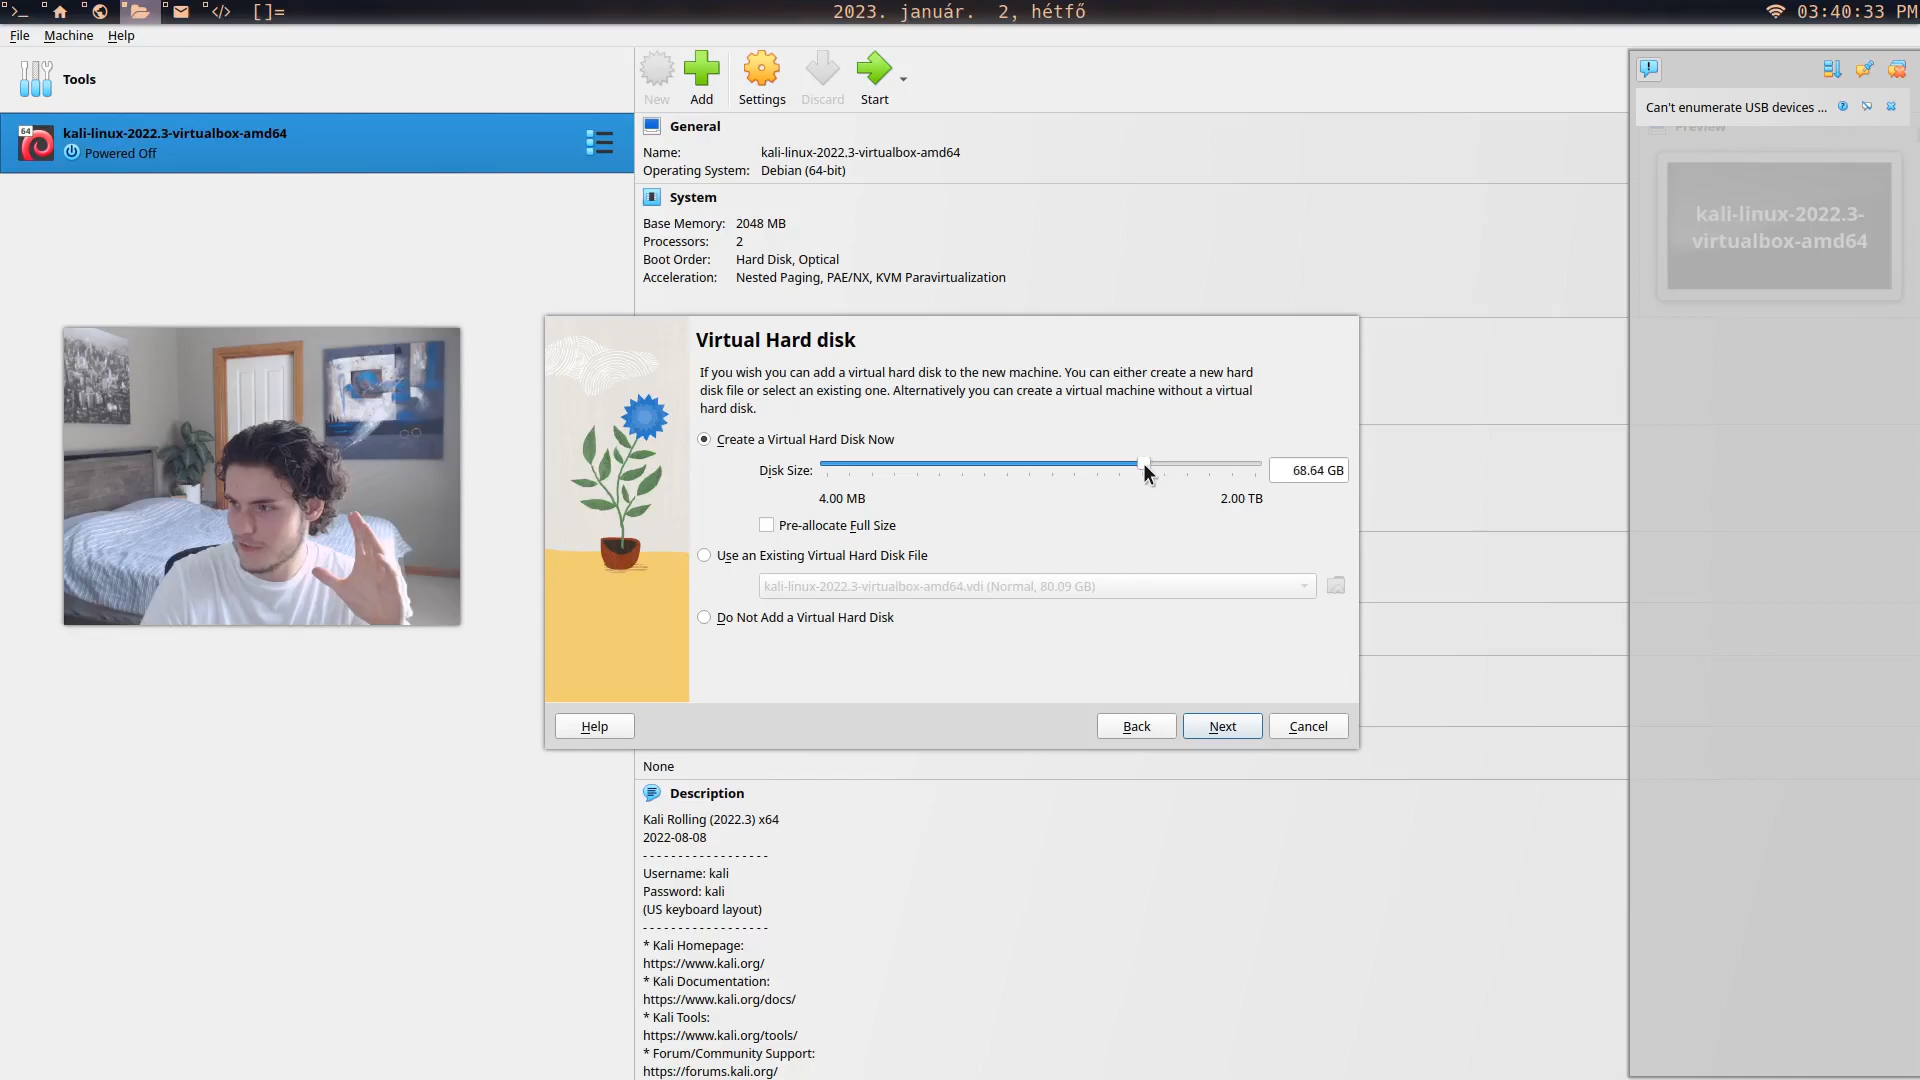 >_ </> []=
2023. január. 2, hétfő
03:40:33 PM
File Machine Help
Tools
New Add Settings Discard Start
Can't enumerate USB devices ...
64
kali-linux-2022.3-virtualbox-amd64
Powered Off
General
Preview
Name: kali-linux-2022.3-virtualbox-amd64
Operating System: Debian (64-bit)
kali-linux-2022.3-
virtualbox-amd64
System
Base Memory: 2048 MB
Processors: 2
Boot Order: Hard Disk, Optical
Acceleration: Nested Paging, PAE/NX, KVM Paravirtualization
Virtual Hard disk
If you wish you can add a virtual hard disk to the new machine. You can either create a new hard
disk file or select an existing one. Alternatively you can create a virtual machine without a virtual
hard disk.
Create a Virtual Hard Disk Now
Disk Size: 68.64 GB
4.00 MB 2.00 TB
Pre-allocate Full Size
Use an Existing Virtual Hard Disk File
kali-linux-2022.3-virtualbox-amd64.vdi (Normal, 80.09 GB)
Do Not Add a Virtual Hard Disk
Help Back Next Cancel
None
Description
Kali Rolling (2022.3) x64
2022-08-08
- - - - - - - - - - - - - - - - - -
Username: kali
Password: kali
(US keyboard layout)
- - - - - - - - - - - - - - - - - -
* Kali Homepage:
https://www.kali.org/
* Kali Documentation:
https://www.kali.org/docs/
* Kali Tools:
https://www.kali.org/tools/
* Forum/Community Support:
https://forums.kali.org/